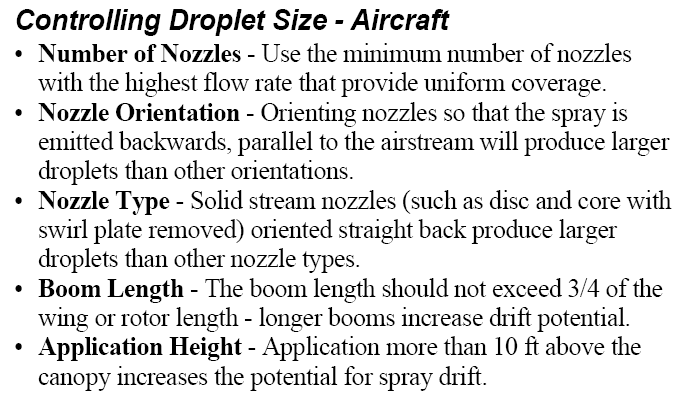 Controlling Droplet Size - Aircraft
• Number of Nozzles - Use the minimum number of nozzles
with the highest flow rate that provide uniform coverage.
• Nozzle Orientation - Orienting nozzles so that the spray is
emitted backwards, parallel to the airstream will produce larger
droplets than other orientations.
• Nozzle Type - Solid stream nozzles (such as disc and core with
swirl plate removed) oriented straight back produce larger
droplets than other nozzle types.
• Boom Length - The boom length should not exceed 3/4 of the
wing or rotor length - longer booms increase drift potential.
• Application Height - Application more than 10 ft above the
canopy increases the potential for spray drift.